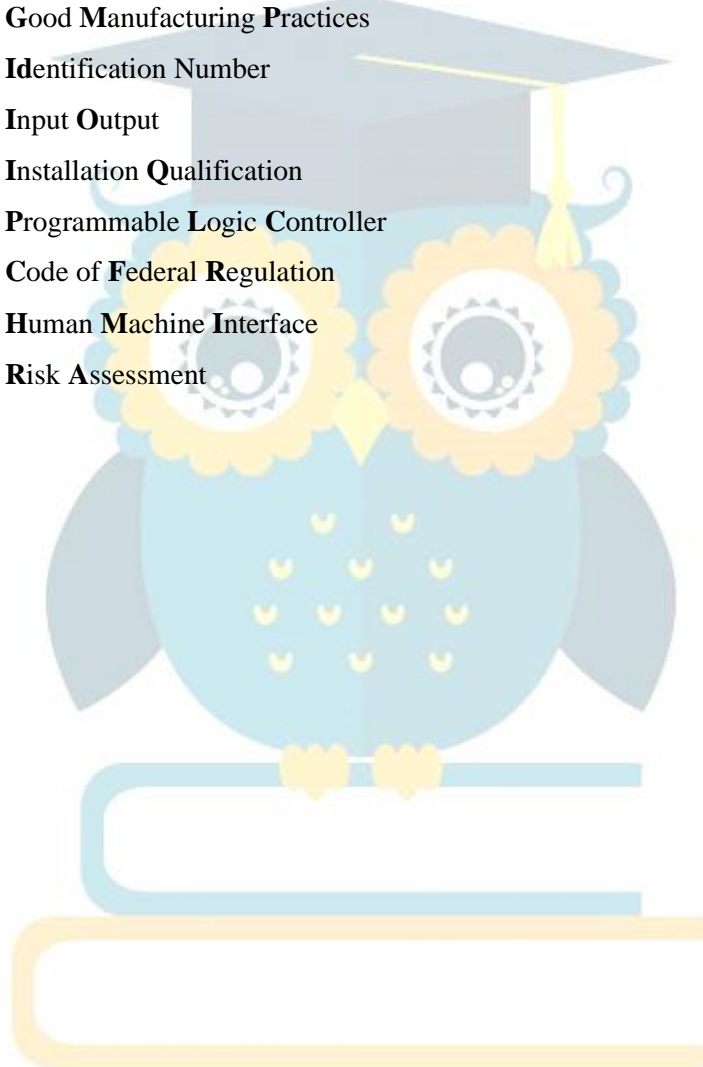 Good Manufacturing Practices
Identification Number
Input Output
Installation Qualification
Programmable Logic Controller
Code of Federal Regulation
Human Machine Interface
Risk Assessment